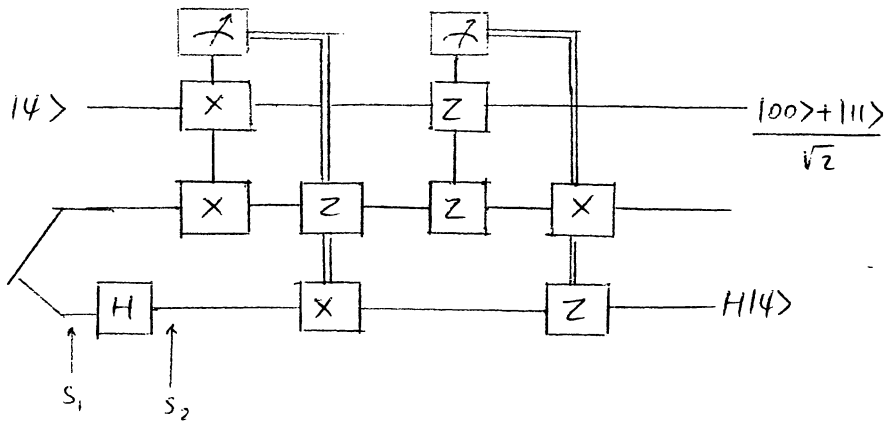 |ψ> X Z |00>+|11>
√2
X Z Z X
H X Z H|ψ>
S₁ S₂